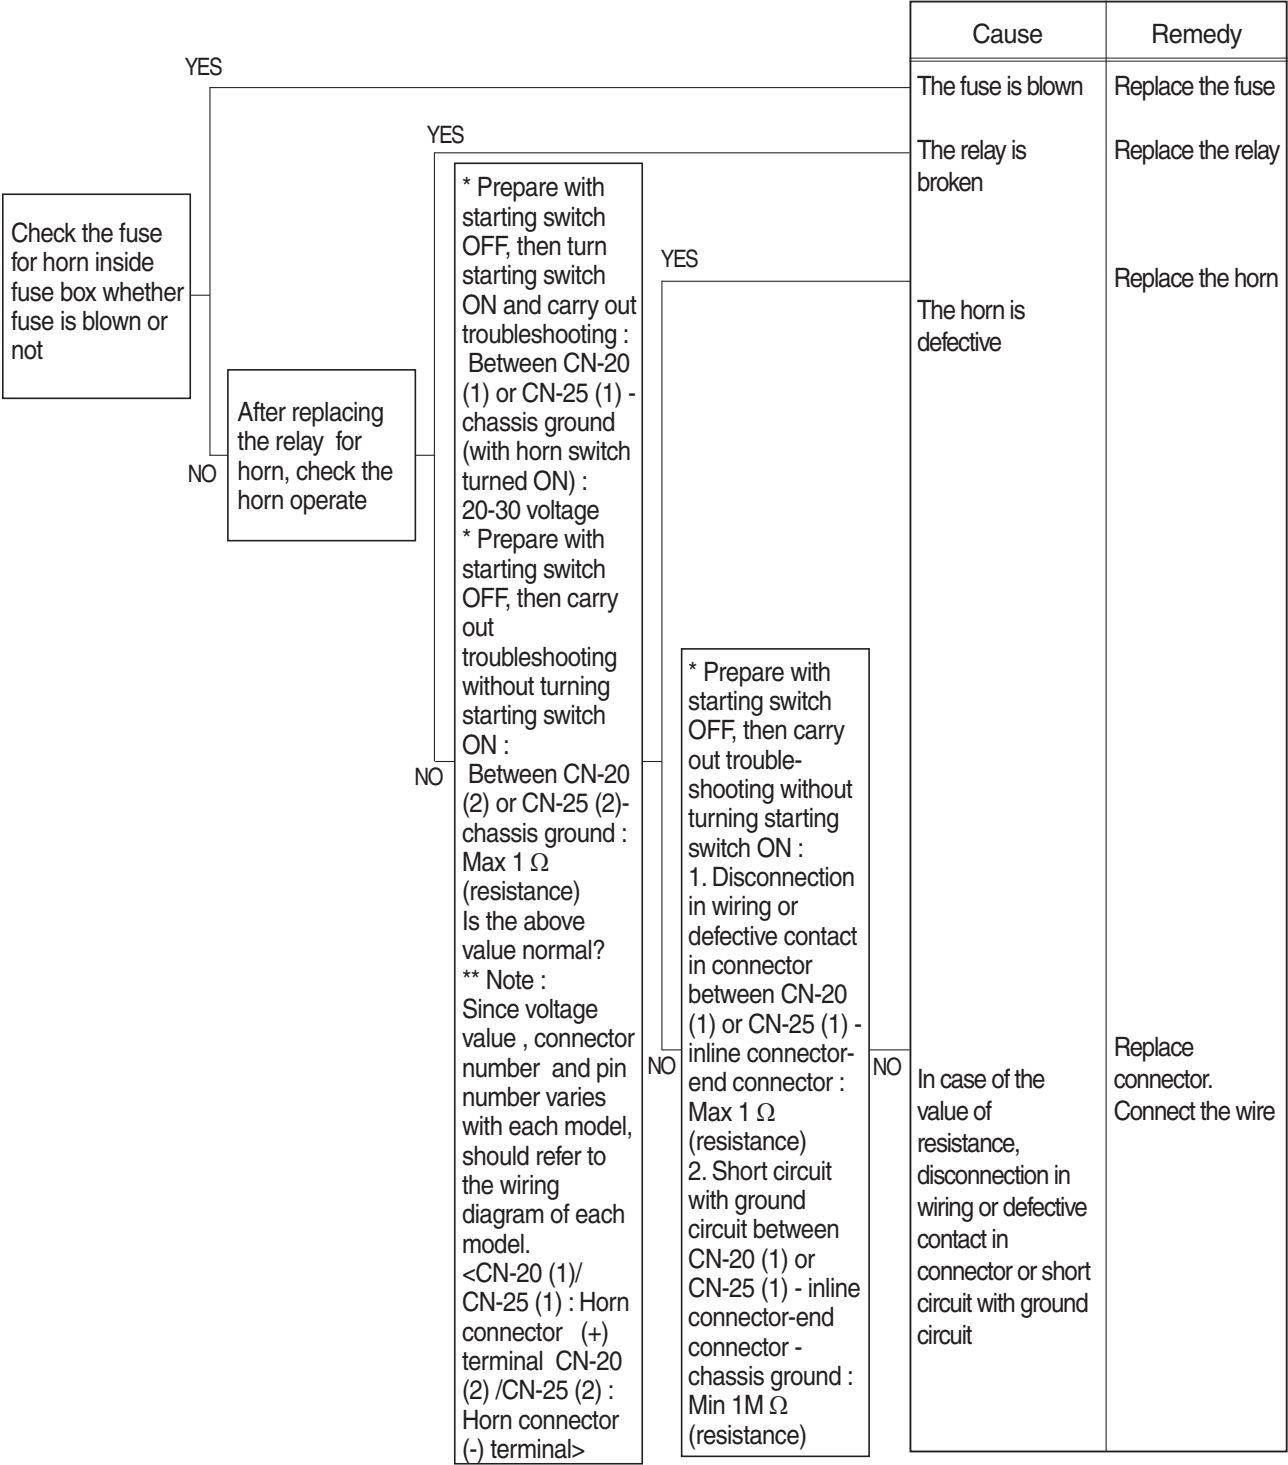 Cause
Remedy
YES
The fuse is blown
Replace the fuse
YES
The relay is
broken
Replace the relay
Check the fuse
for horn inside
fuse box whether
fuse is blown or
not
NO
After replacing
the relay  for
horn, check the
horn operate
* Prepare with
starting switch
OFF, then turn
starting switch
ON and carry out
troubleshooting :
Between CN-20
(1) or CN-25 (1) -
chassis ground
(with horn switch
turned ON) :
20-30 voltage
* Prepare with
starting switch
OFF, then carry
out
troubleshooting
without turning
starting switch
ON :
Between CN-20
(2) or CN-25 (2)-
chassis ground :
Max 1 Ω
(resistance)
Is the above
value normal?
** Note :
Since voltage
value , connector
number  and pin
number varies
with each model,
should refer to
the wiring
diagram of each
model.
<CN-20 (1)/
CN-25 (1) : Horn
connector   (+)
terminal  CN-20
(2) /CN-25 (2) :
Horn connector
(-) terminal>
NO
YES
The horn is
defective
Replace the horn
NO
* Prepare with
starting switch
OFF, then carry
out trouble-
shooting without
turning starting
switch ON :
1. Disconnection
in wiring or
defective contact
in connector
between CN-20
(1) or CN-25 (1) -
inline connector-
end connector :
Max 1 Ω
(resistance)
2. Short circuit
with ground
circuit between
CN-20 (1) or
CN-25 (1) - inline
connector-end
connector -
chassis ground :
Min 1M Ω
(resistance)
NO
In case of the
value of
resistance,
disconnection in
wiring or defective
contact in
connector or short
circuit with ground
circuit
Replace
connector.
Connect the wire